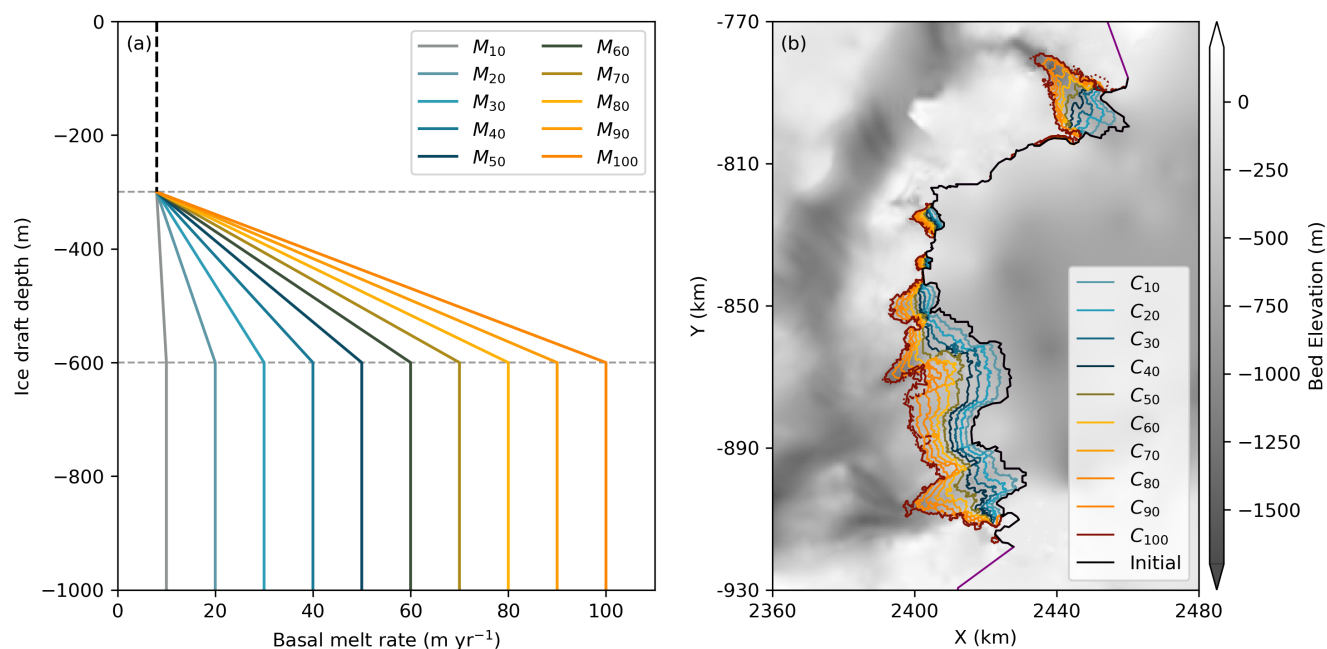 (a)
M₁₀ M₆₀
M₂₀ M₇₀
M₃₀ M₈₀
M₄₀ M₉₀
M₅₀ M₁₀₀
0
−200
−400
−600
−800
−1000
Ice draft depth (m)
0 20 40 60 80 100
Basal melt rate (m yr⁻¹)
(b)
-770
-810
-850
-890
-930
Y (km)
2360 2400 2440 2480
X (km)
C₁₀
C₂₀
C₃₀
C₄₀
C₅₀
C₆₀
C₇₀
C₈₀
C₉₀
C₁₀₀
Initial
0
−250
−500
−750
−1000
−1250
−1500
Bed Elevation (m)